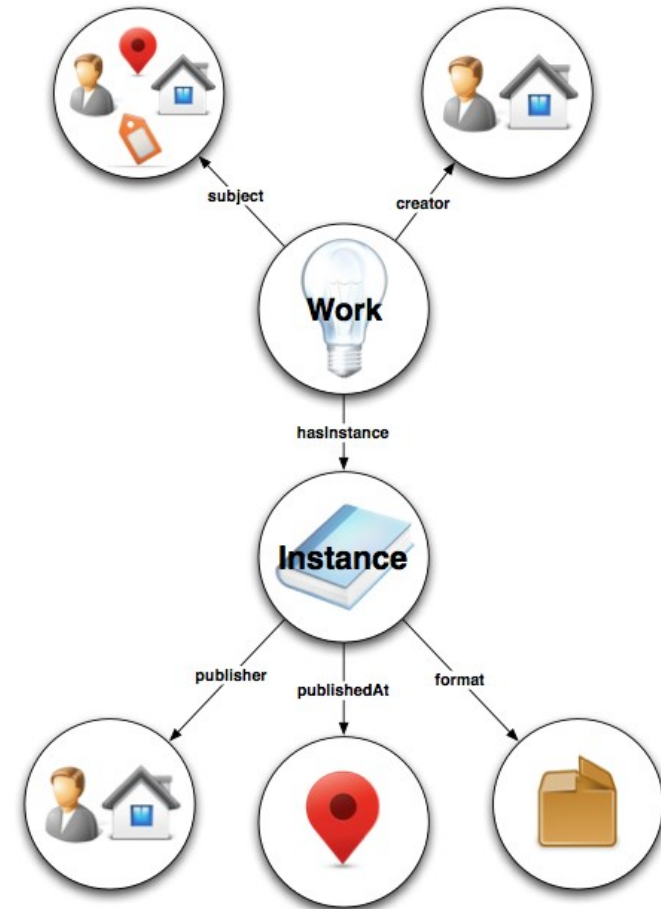 subject
creator
Work
hasInstance
Instance
publisher
publishedAt
format